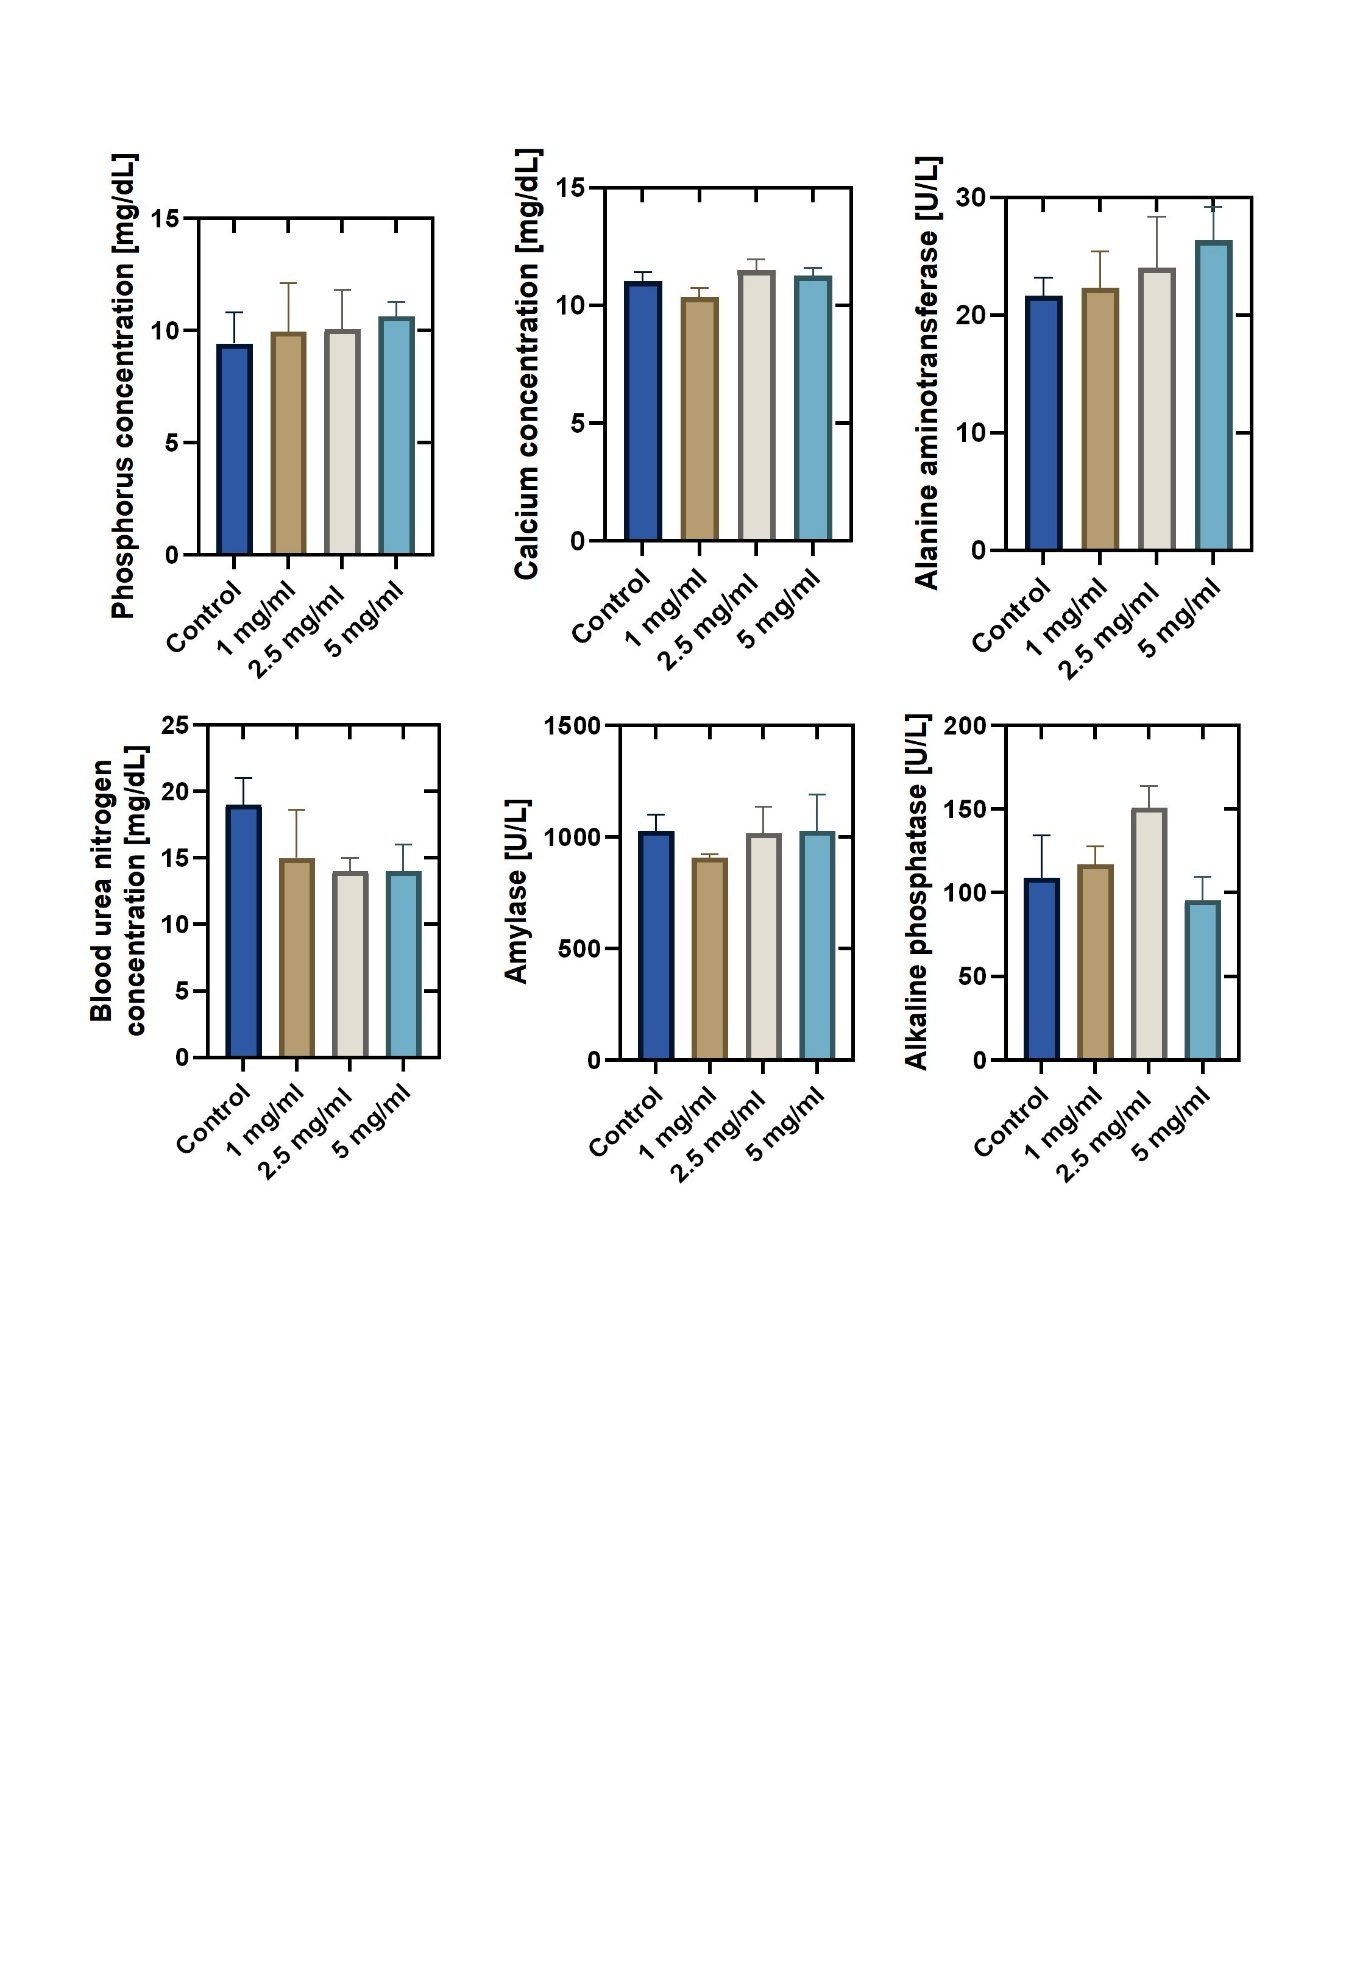 Phosphorus concentration [mg/dL]
15
10
5
0
Control
1 mg/ml
2.5 mg/ml
5 mg/ml
Calcium concentration [mg/dL]
15
10
5
0
Control
1 mg/ml
2.5 mg/ml
5 mg/ml
Alanine aminotransferase [U/L]
30
20
10
0
Control
1 mg/ml
2.5 mg/ml
5 mg/ml
Blood urea nitrogen
concentration [mg/dL]
25
20
15
10
5
0
Control
1 mg/ml
2.5 mg/ml
5 mg/ml
Amylase [U/L]
1500
1000
500
0
Control
1 mg/ml
2.5 mg/ml
5 mg/ml
Alkaline phosphatase [U/L]
200
150
100
50
0
Control
1 mg/ml
2.5 mg/ml
5 mg/ml